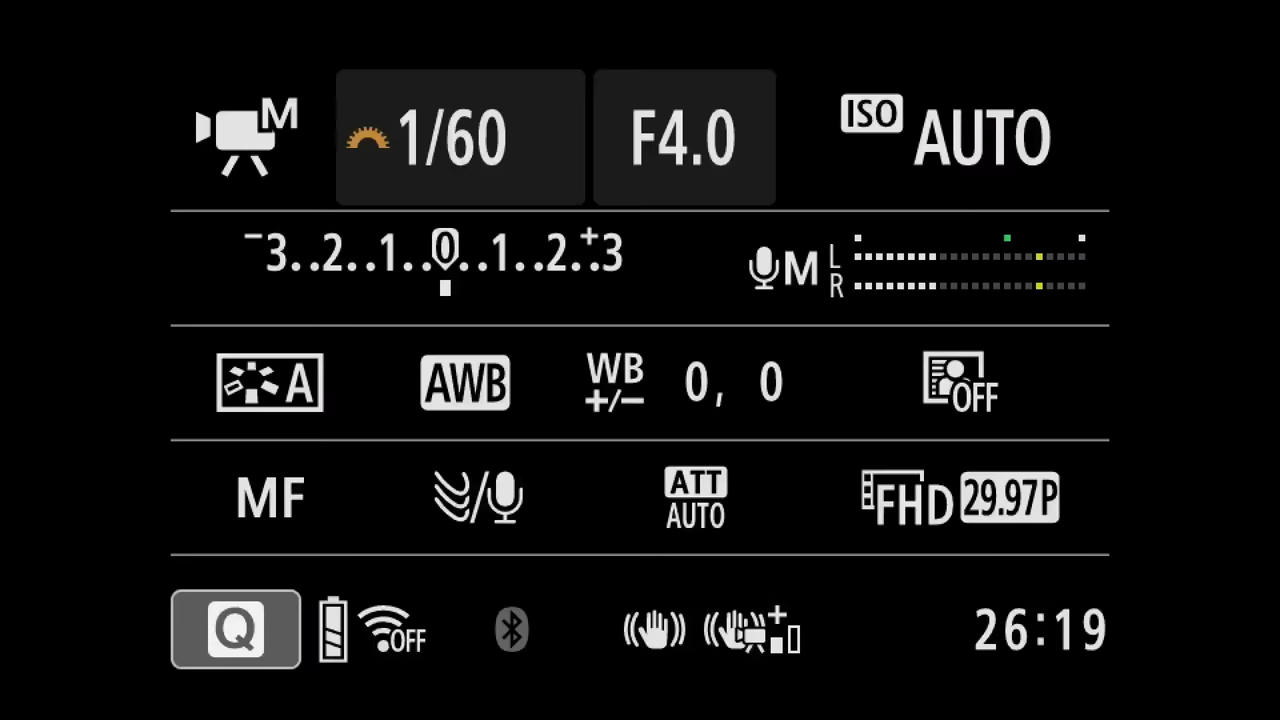 M 1/60 F4.0 ISO AUTO
−3..2..1..0..1..2.+.3 M L
R
A AWB WB +/− 0, 0 OFF
MF / ATT AUTO FHD 29.97P
Q OFF + 26:19